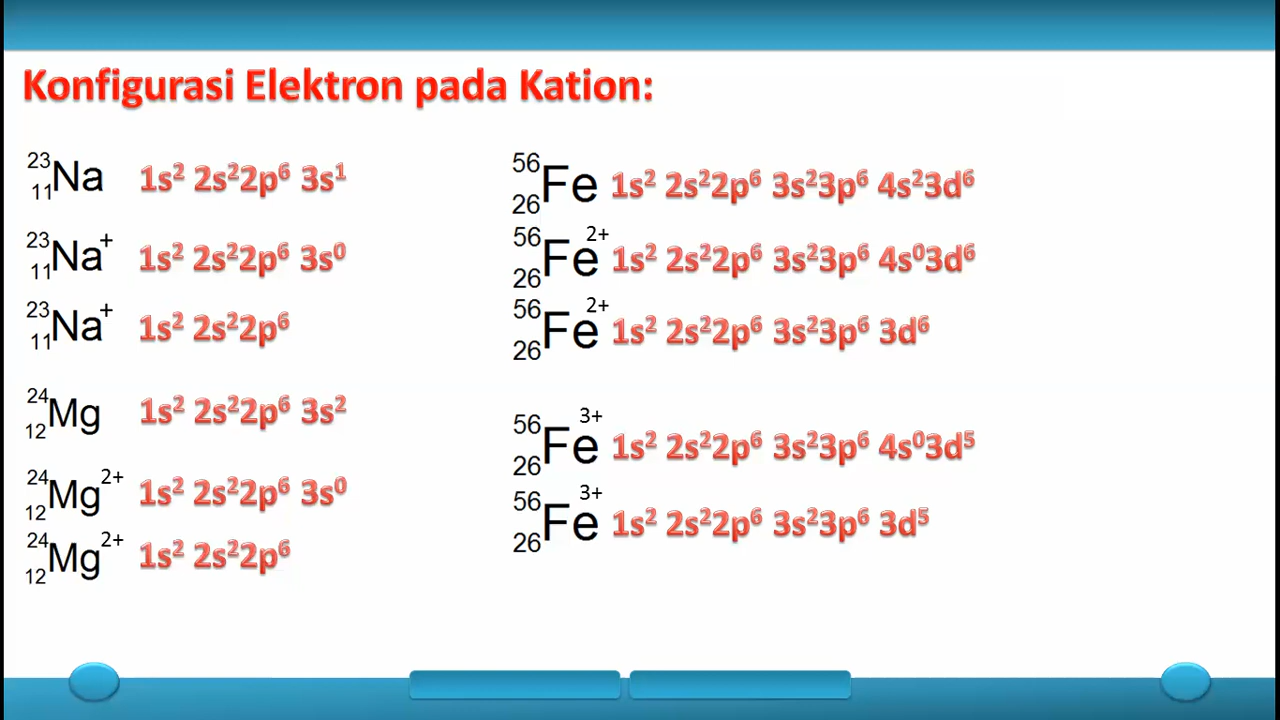 Konfigurasi Elektron pada Kation:
²³₁₁Na 1s² 2s²2p⁶ 3s¹
²³₁₁Na⁺ 1s² 2s²2p⁶ 3s⁰
²³₁₁Na⁺ 1s² 2s²2p⁶
²⁴₁₂Mg 1s² 2s²2p⁶ 3s²
²⁴₁₂Mg²⁺ 1s² 2s²2p⁶ 3s⁰
²⁴₁₂Mg²⁺ 1s² 2s²2p⁶
⁵⁶₂₆Fe 1s² 2s²2p⁶ 3s²3p⁶ 4s²3d⁶
⁵⁶₂₆Fe²⁺ 1s² 2s²2p⁶ 3s²3p⁶ 4s⁰3d⁶
⁵⁶₂₆Fe²⁺ 1s² 2s²2p⁶ 3s²3p⁶ 3d⁶
⁵⁶₂₆Fe³⁺ 1s² 2s²2p⁶ 3s²3p⁶ 4s⁰3d�5
⁵⁶₂₆Fe³⁺ 1s² 2s²2p⁶ 3s²3p⁶ 3d⁵